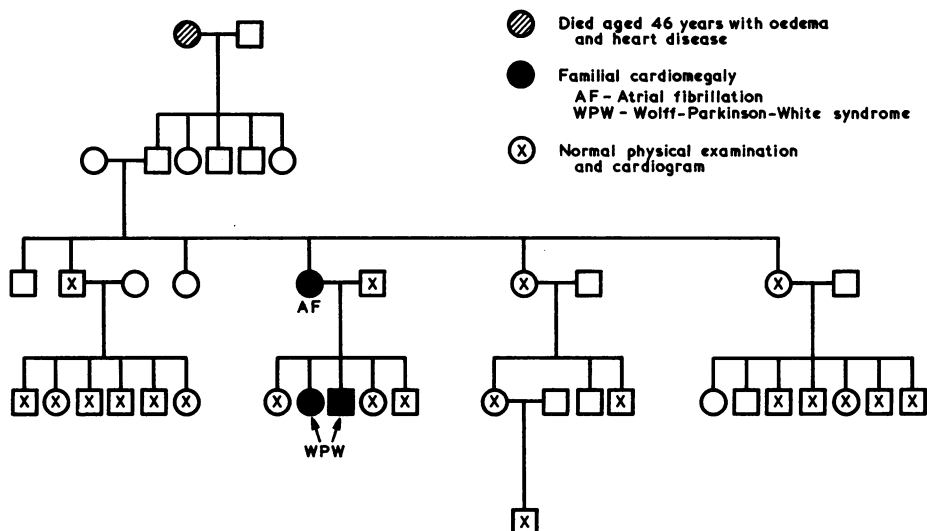 Died aged 46 years with oedema
and heart disease
Familial cardiomegaly
AF - Atrial fibrillation
WPW - Wolff-Parkinson-White syndrome
X Normal physical examination
and cardiogram
X AF X X X
X X X X X X X X X X X X X X X X X
WPW
X